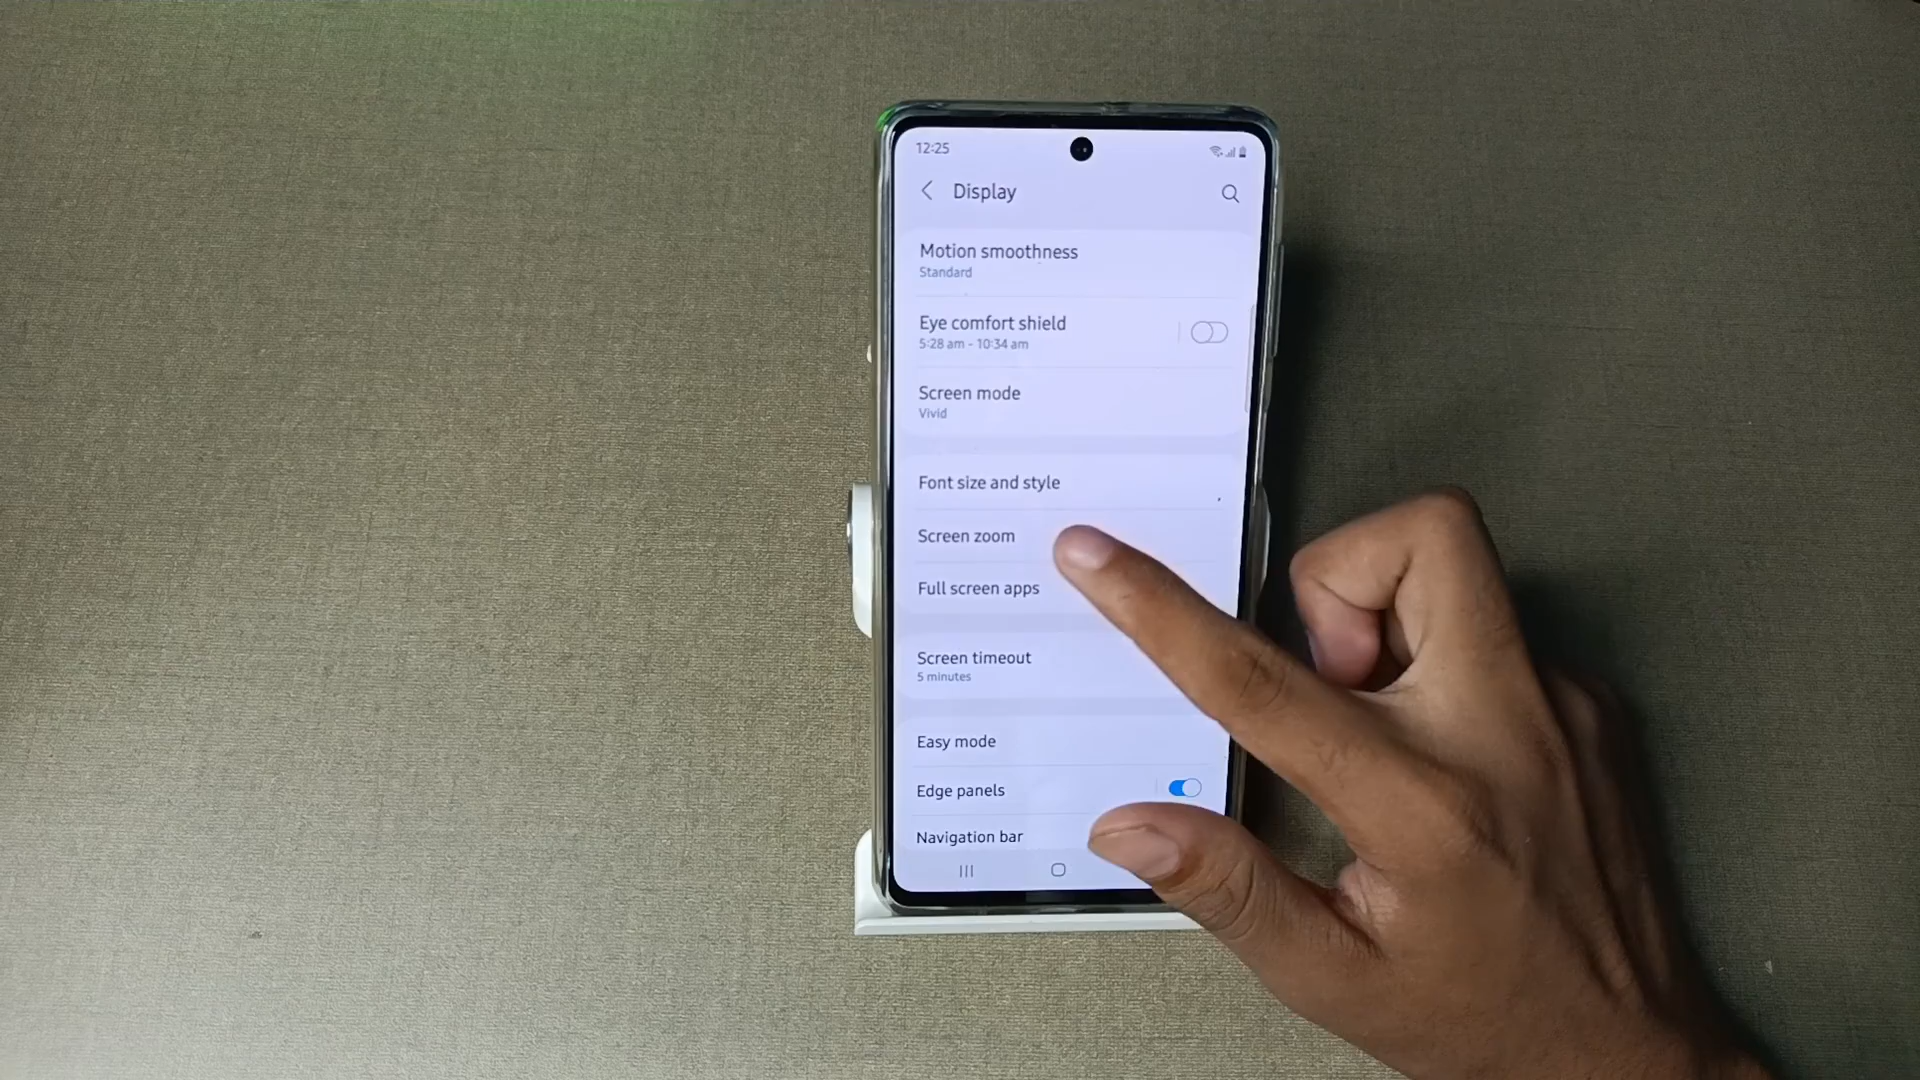 12:25
Display
Motion smoothness
Standard
Eye comfort shield
5:28 am - 10:34 am
Screen mode
Vivid
Font size and style
Screen zoom
Full screen apps
Screen timeout
5 minutes
Easy mode
Edge panels
Navigation bar